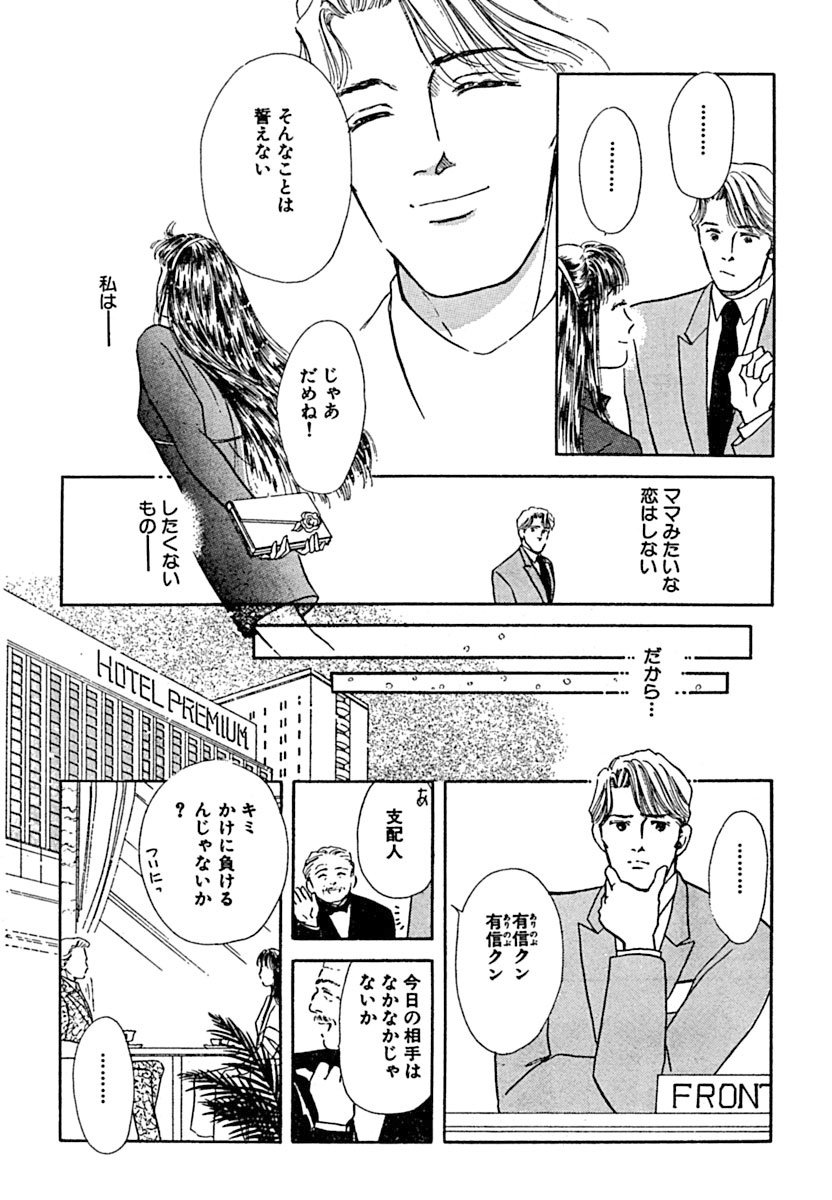 ………
………
そんなことは
誓えない
じゃあ
だめね！
私は――
ママみたいな
恋はしない
したくない
もの――
だから…
HOTEL PREMIUM
………
有信クン
ありのぶ
有信クン
ありのぶ
FRONT
あ
支配人
今日の相手は
なかなかじゃ
ないか
キミ
かけに負ける
んじゃないか
？
ついにっ
………